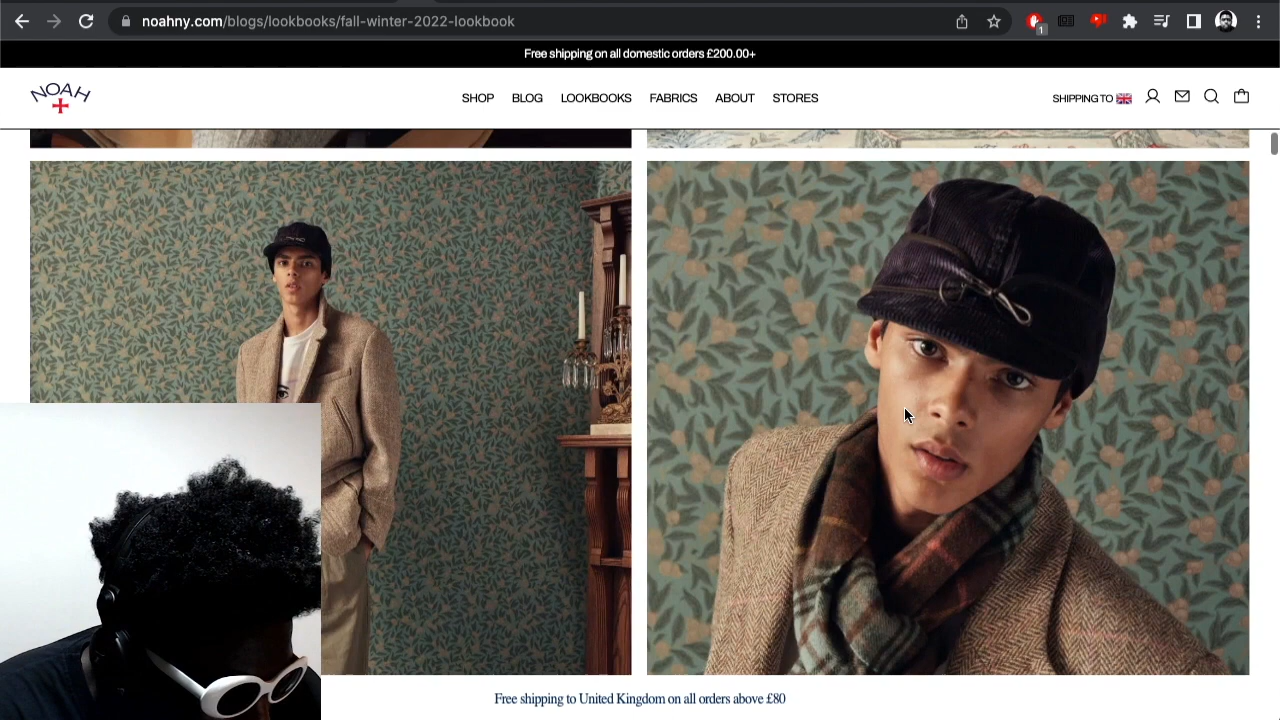 noahny.com/blogs/lookbooks/fall-winter-2022-lookbook
1
Free shipping on all domestic orders £200.00+
NOAH
SHOP BLOG LOOKBOOKS FABRICS ABOUT STORES
SHIPPING TO
Free shipping to United Kingdom on all orders above £80